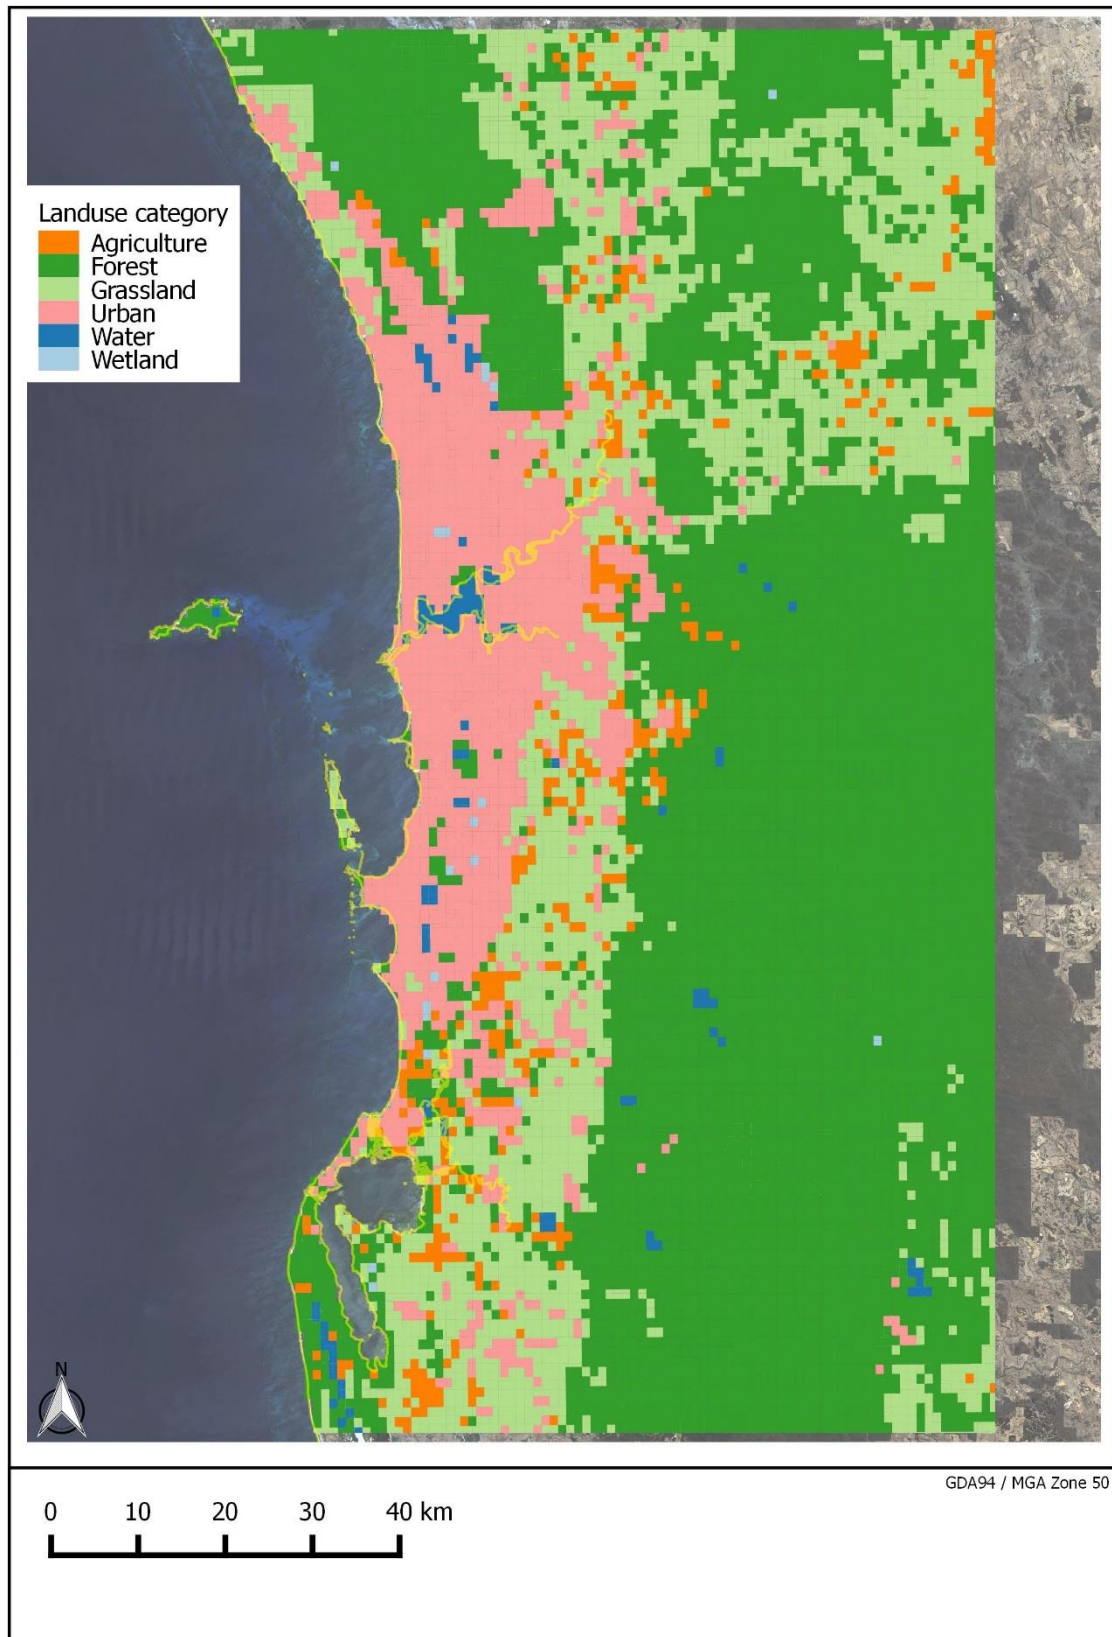 Landuse category
Agriculture
Forest
Grassland
Urban
Water
Wetland
N
GDA94 / MGA Zone 50
0 10 20 30 40 km